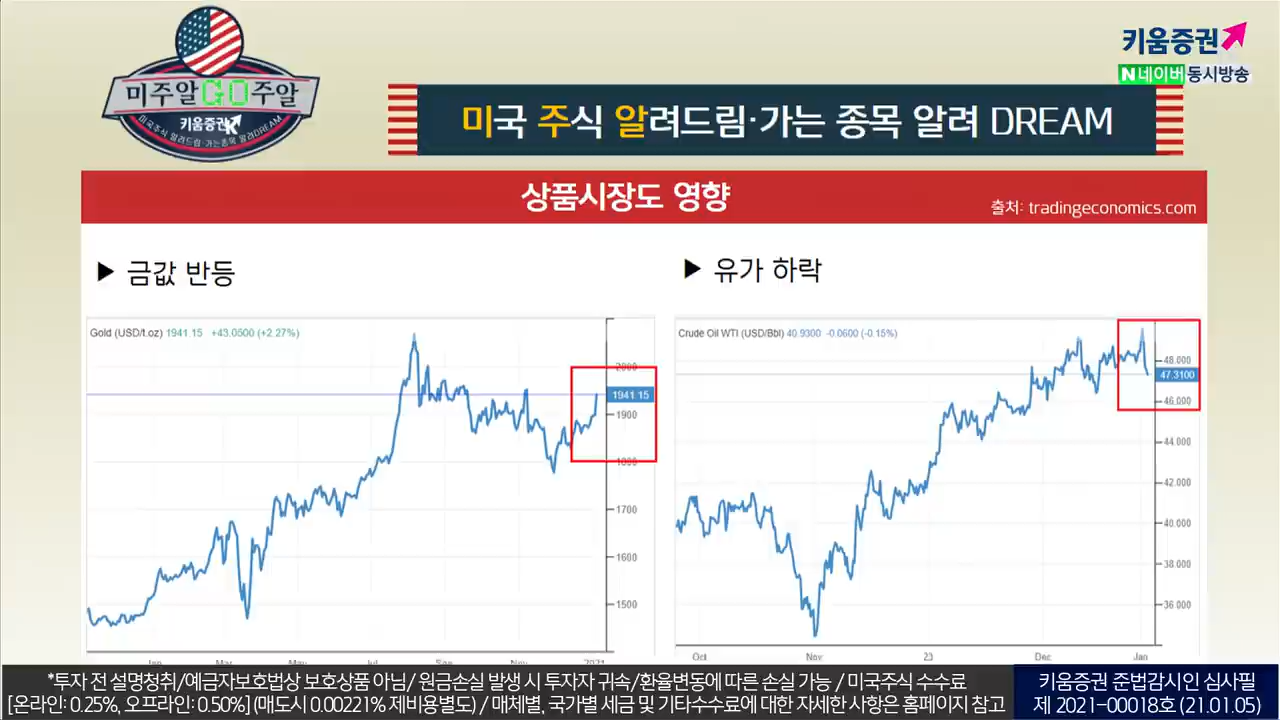 미주알GO주알
키움증권
미국주식 알려드림·가는종목 알려DREAM
미국 주식 알려드림·가는 종목 알려 DREAM
키움증권
N 네이버 동시방송
상품시장도 영향
출처: tradingeconomics.com
▶ 금값 반등
▶ 유가 하락
Gold (USD/t.oz) 1941.15 +43.0500 (+2.27%)
2000
1941.15
1900
1800
1700
1600
1500
Jan Mar May Jul Sep Nov 2021
Crude Oil WTI (USD/Bbl) 40.9300 -0.0600 (-0.15%)
48.000
47.3100
46.000
44.000
42.000
40.000
38.000
36.000
Oct Nov 23 Dec Jan
*투자 전 설명청취/예금자보호법상 보호상품 아님/ 원금손실 발생 시 투자자 귀속/환율변동에 따른 손실 가능 / 미국주식 수수료
[온라인: 0.25%, 오프라인: 0.50%] (매도시 0.00221% 제비용별도) / 매체별, 국가별 세금 및 기타수수료에 대한 자세한 사항은 홈페이지 참고
키움증권 준법감시인 심사필
제 2021-00018호 (21.01.05)